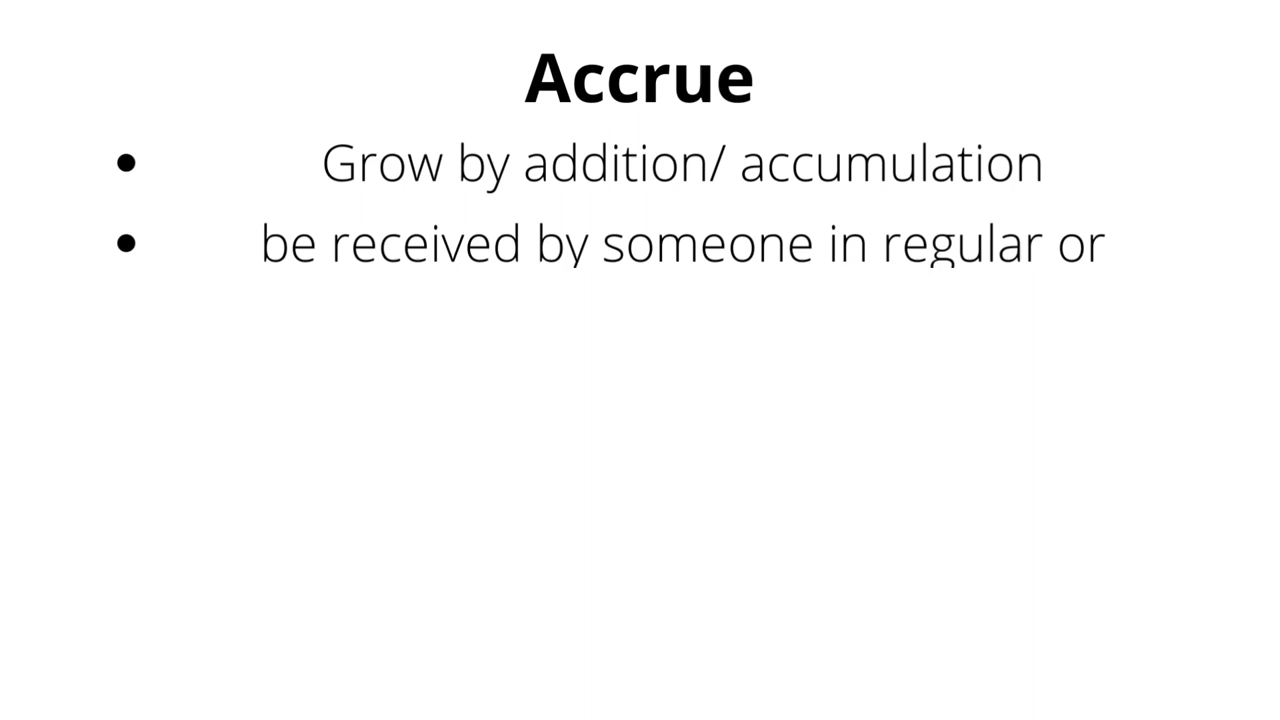 Accrue
• Grow by addition/ accumulation
• be received by someone in regular or